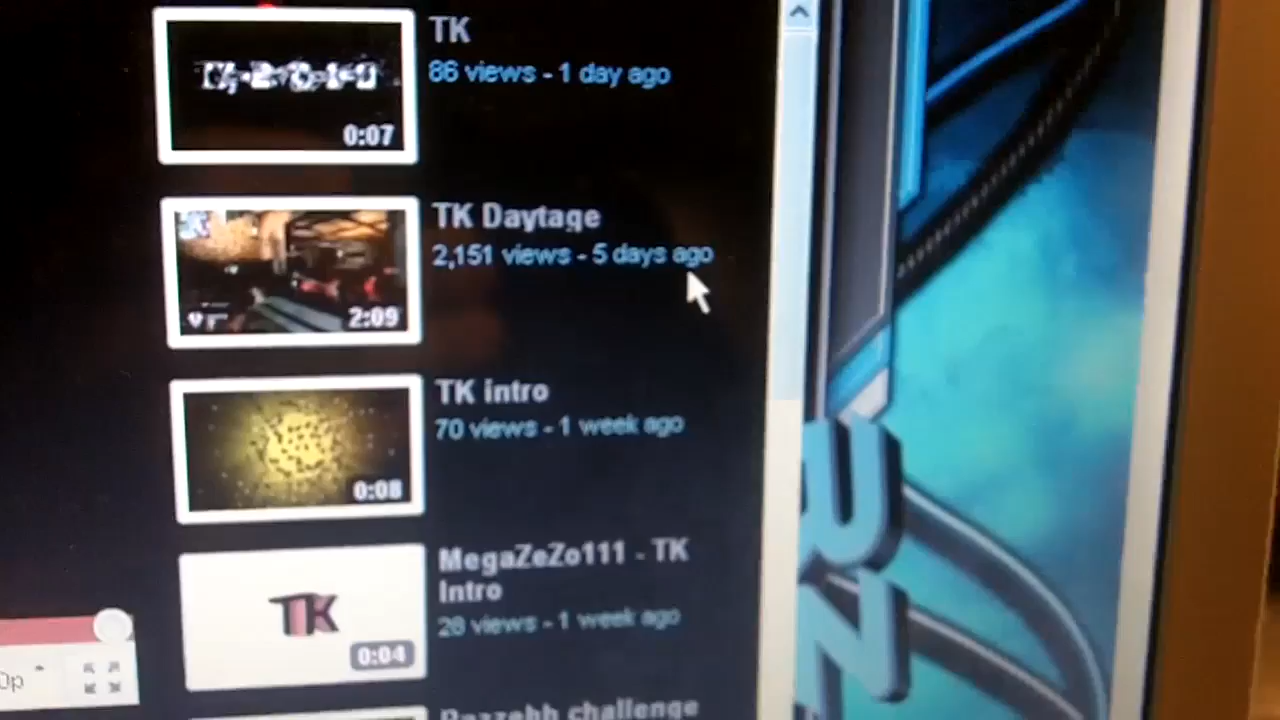 TK
86 views - 1 day ago
0:07
TK Daytage
2,151 views - 5 days ago
2:09
TK intro
70 views - 1 week ago
0:08
MegaZeZo111 - TK
Intro
28 views - 1 week ago
TK
0:04
challenge
0p
R
Z